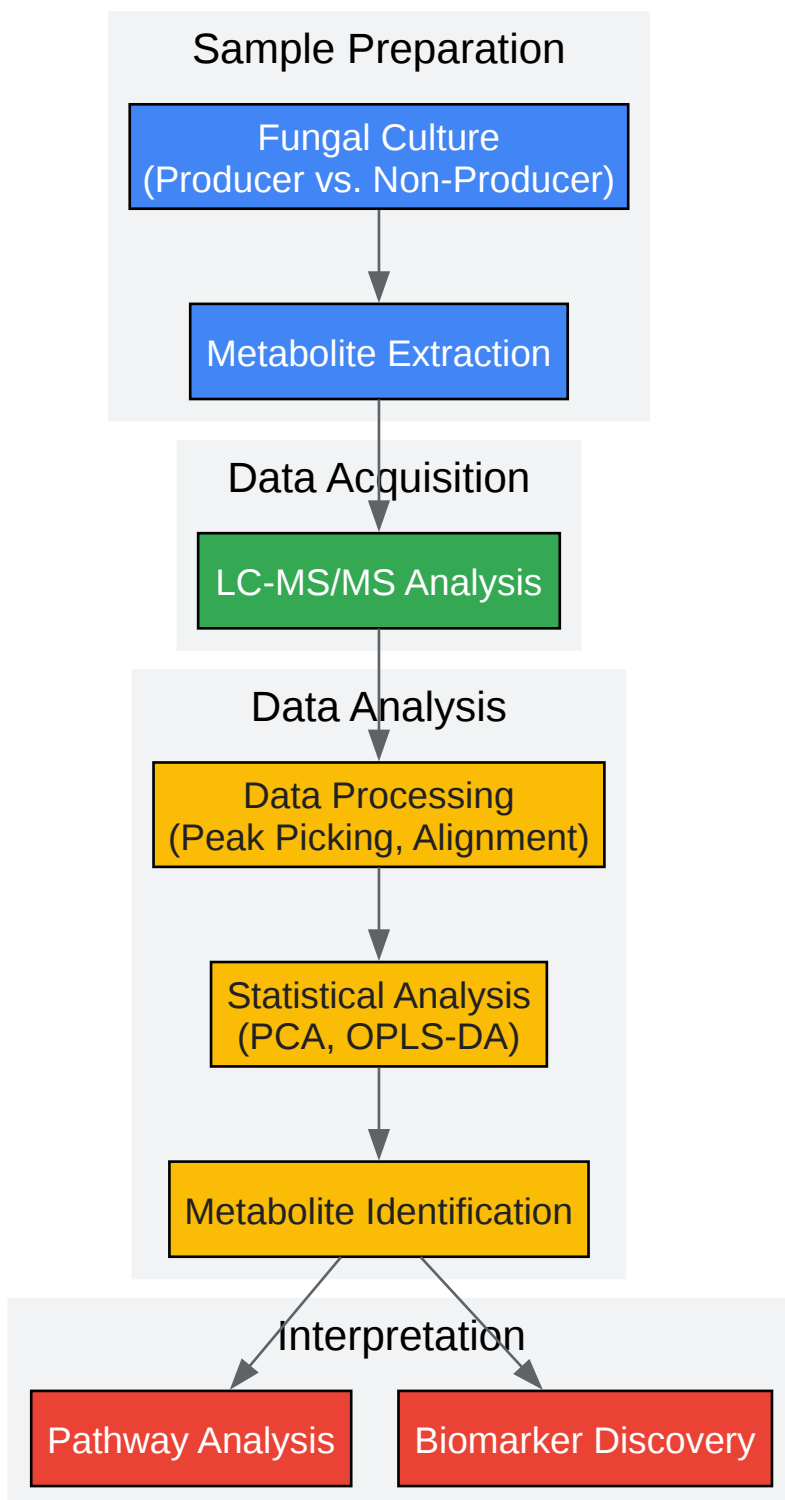 Sample Preparation
Fungal Culture
(Producer vs. Non-Producer)
Metabolite Extraction
Data Acquisition
LC-MS/MS Analysis
Data Analysis
Data Processing
(Peak Picking, Alignment)
Statistical Analysis
(PCA, OPLS-DA)
Metabolite Identification
Interpretation
Pathway Analysis
Biomarker Discovery